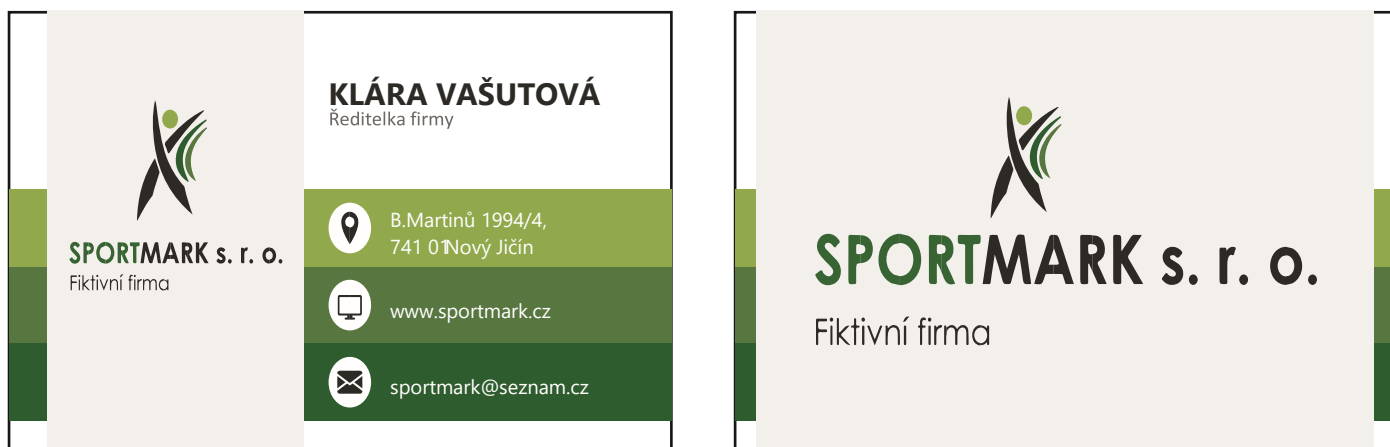 KLÁRA VAŠUTOVÁ
Ředitelka firmy
SPORTMARK s. r. o.
Fiktivní firma
B.Martinů 1994/4,
741 01Nový Jičín
www.sportmark.cz
sportmark@seznam.cz
SPORTMARK s. r. o.
Fiktivní firma